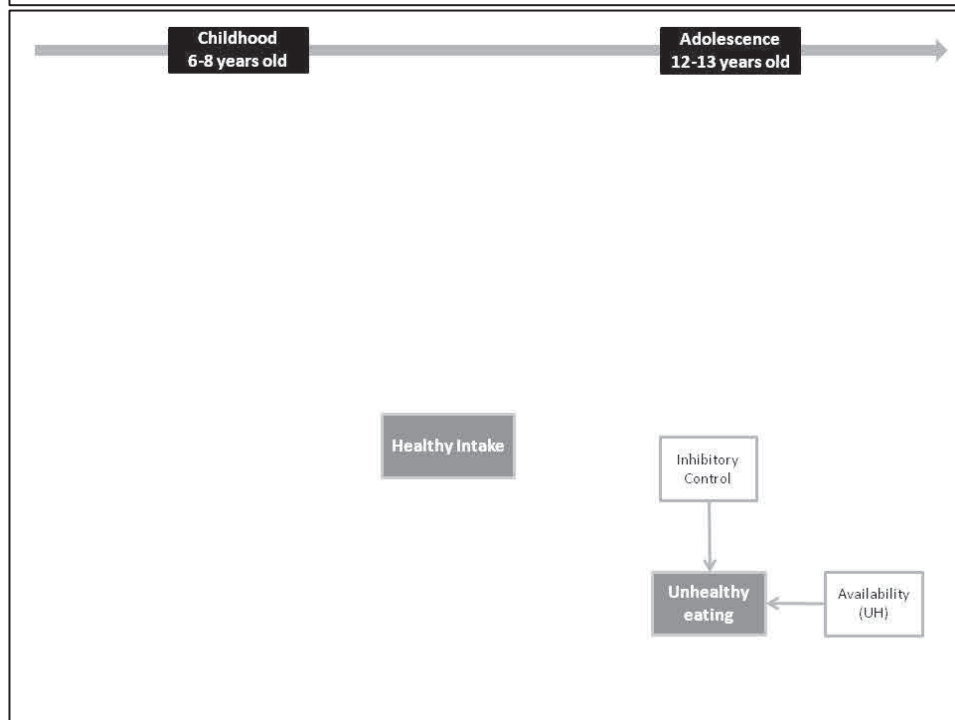 Childhood
6-8 years old
Adolescence
12-13 years old
Healthy Intake
Inhibitory
Control
Unhealthy
eating
Availability
(UH)